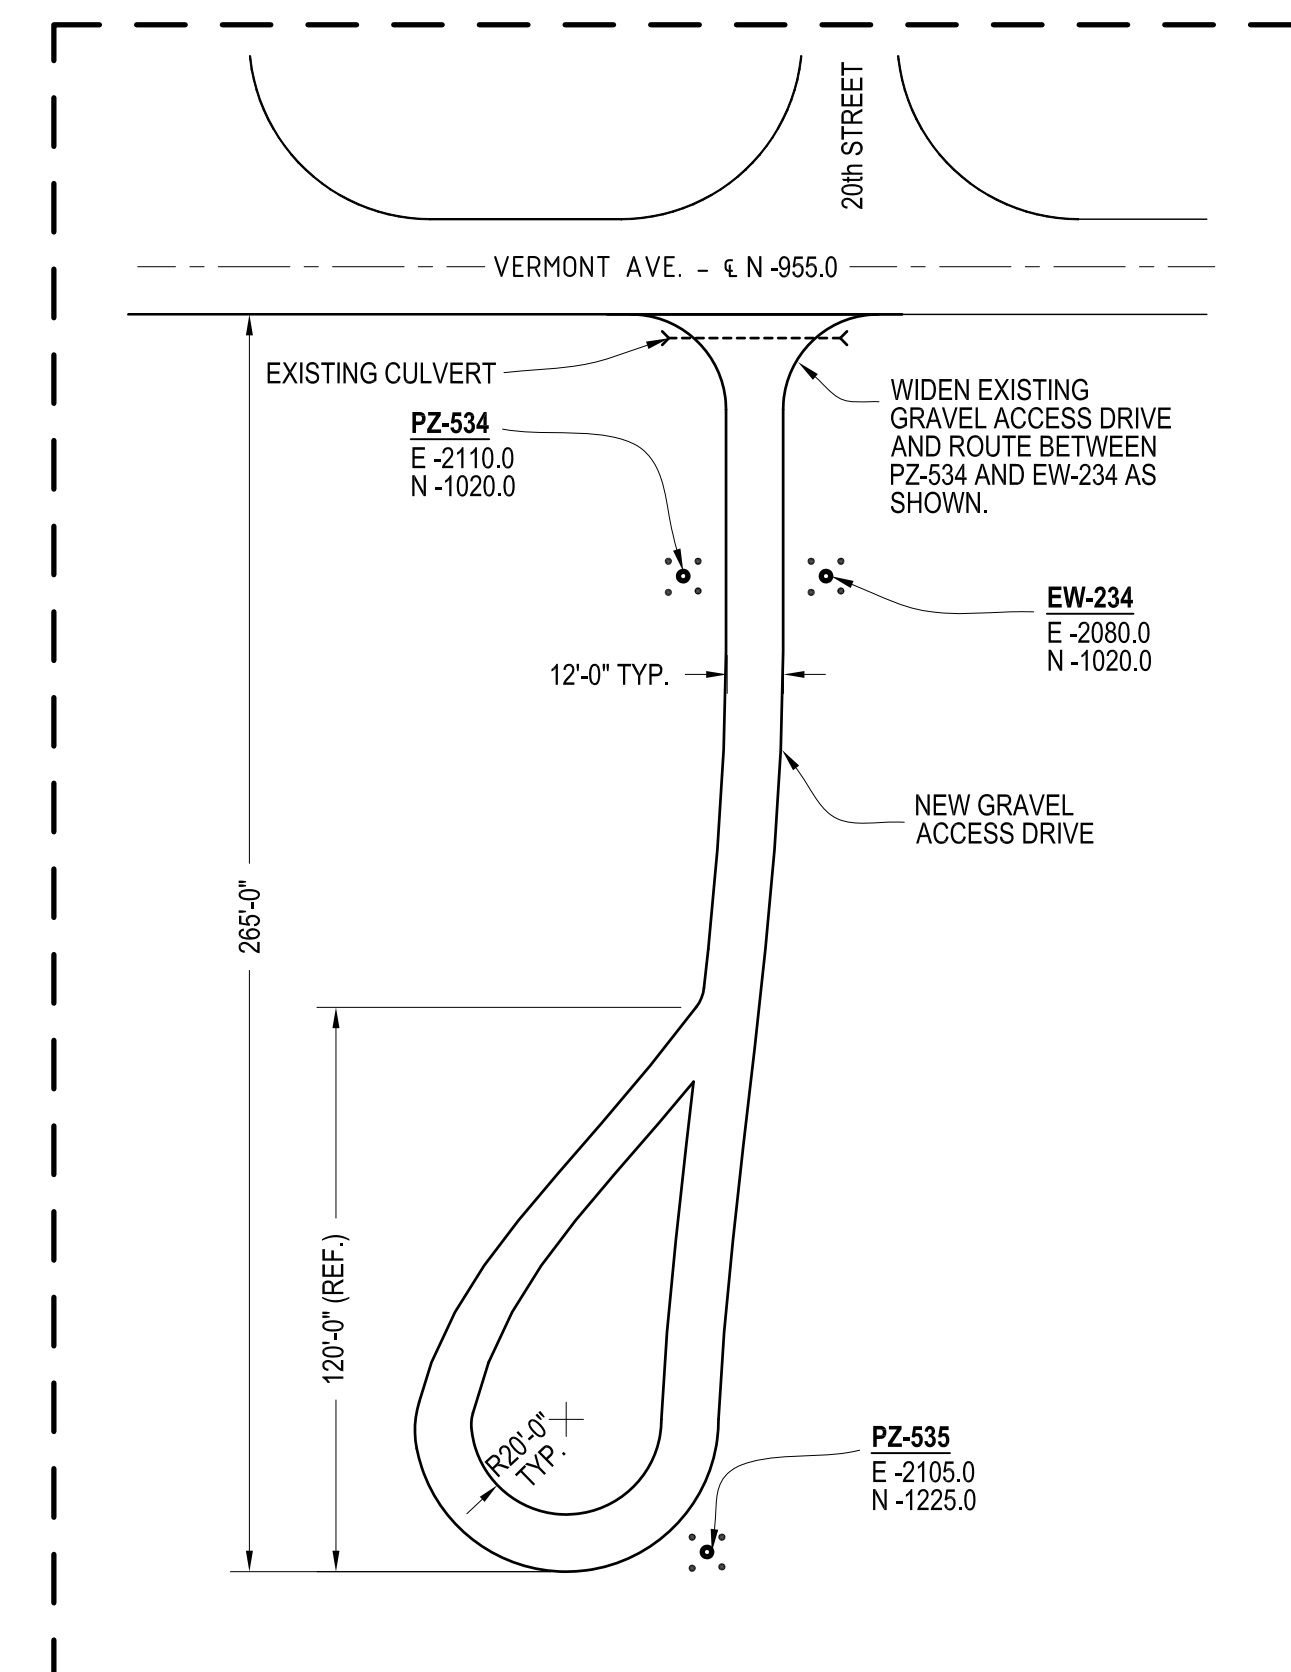 20th STREET
VERMONT AVE. - ℄ N -955.0
EXISTING CULVERT
PZ-534
E -2110.0
N -1020.0
WIDEN EXISTING
GRAVEL ACCESS DRIVE
AND ROUTE BETWEEN
PZ-534 AND EW-234 AS
SHOWN.
EW-234
E -2080.0
N -1020.0
12'-0" TYP.
NEW GRAVEL
ACCESS DRIVE
265'-0"
120'-0" (REF.)
R20'-0"
TYP.
PZ-535
E -2105.0
N -1225.0